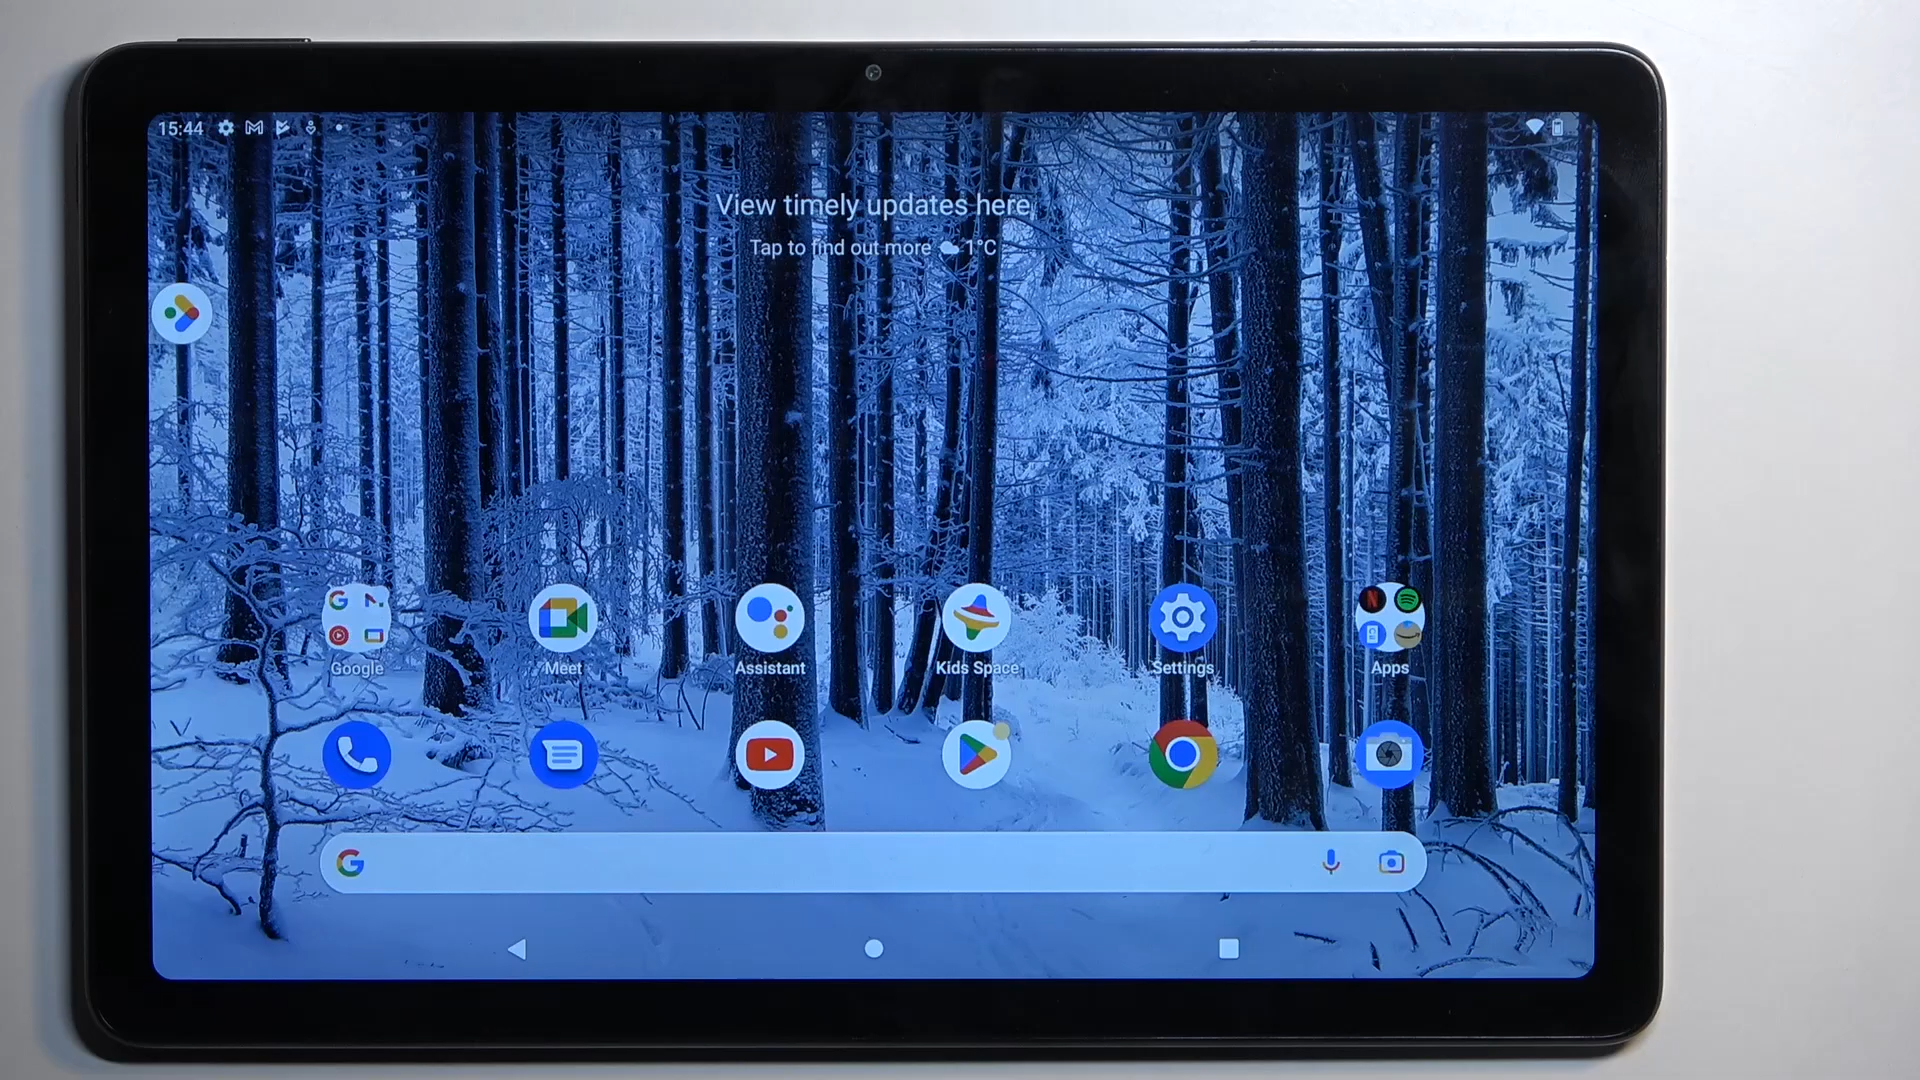 15:44
View timely updates here
Tap to find out more 1°C
Google
Meet
Assistant
Kids Space
Settings
Apps